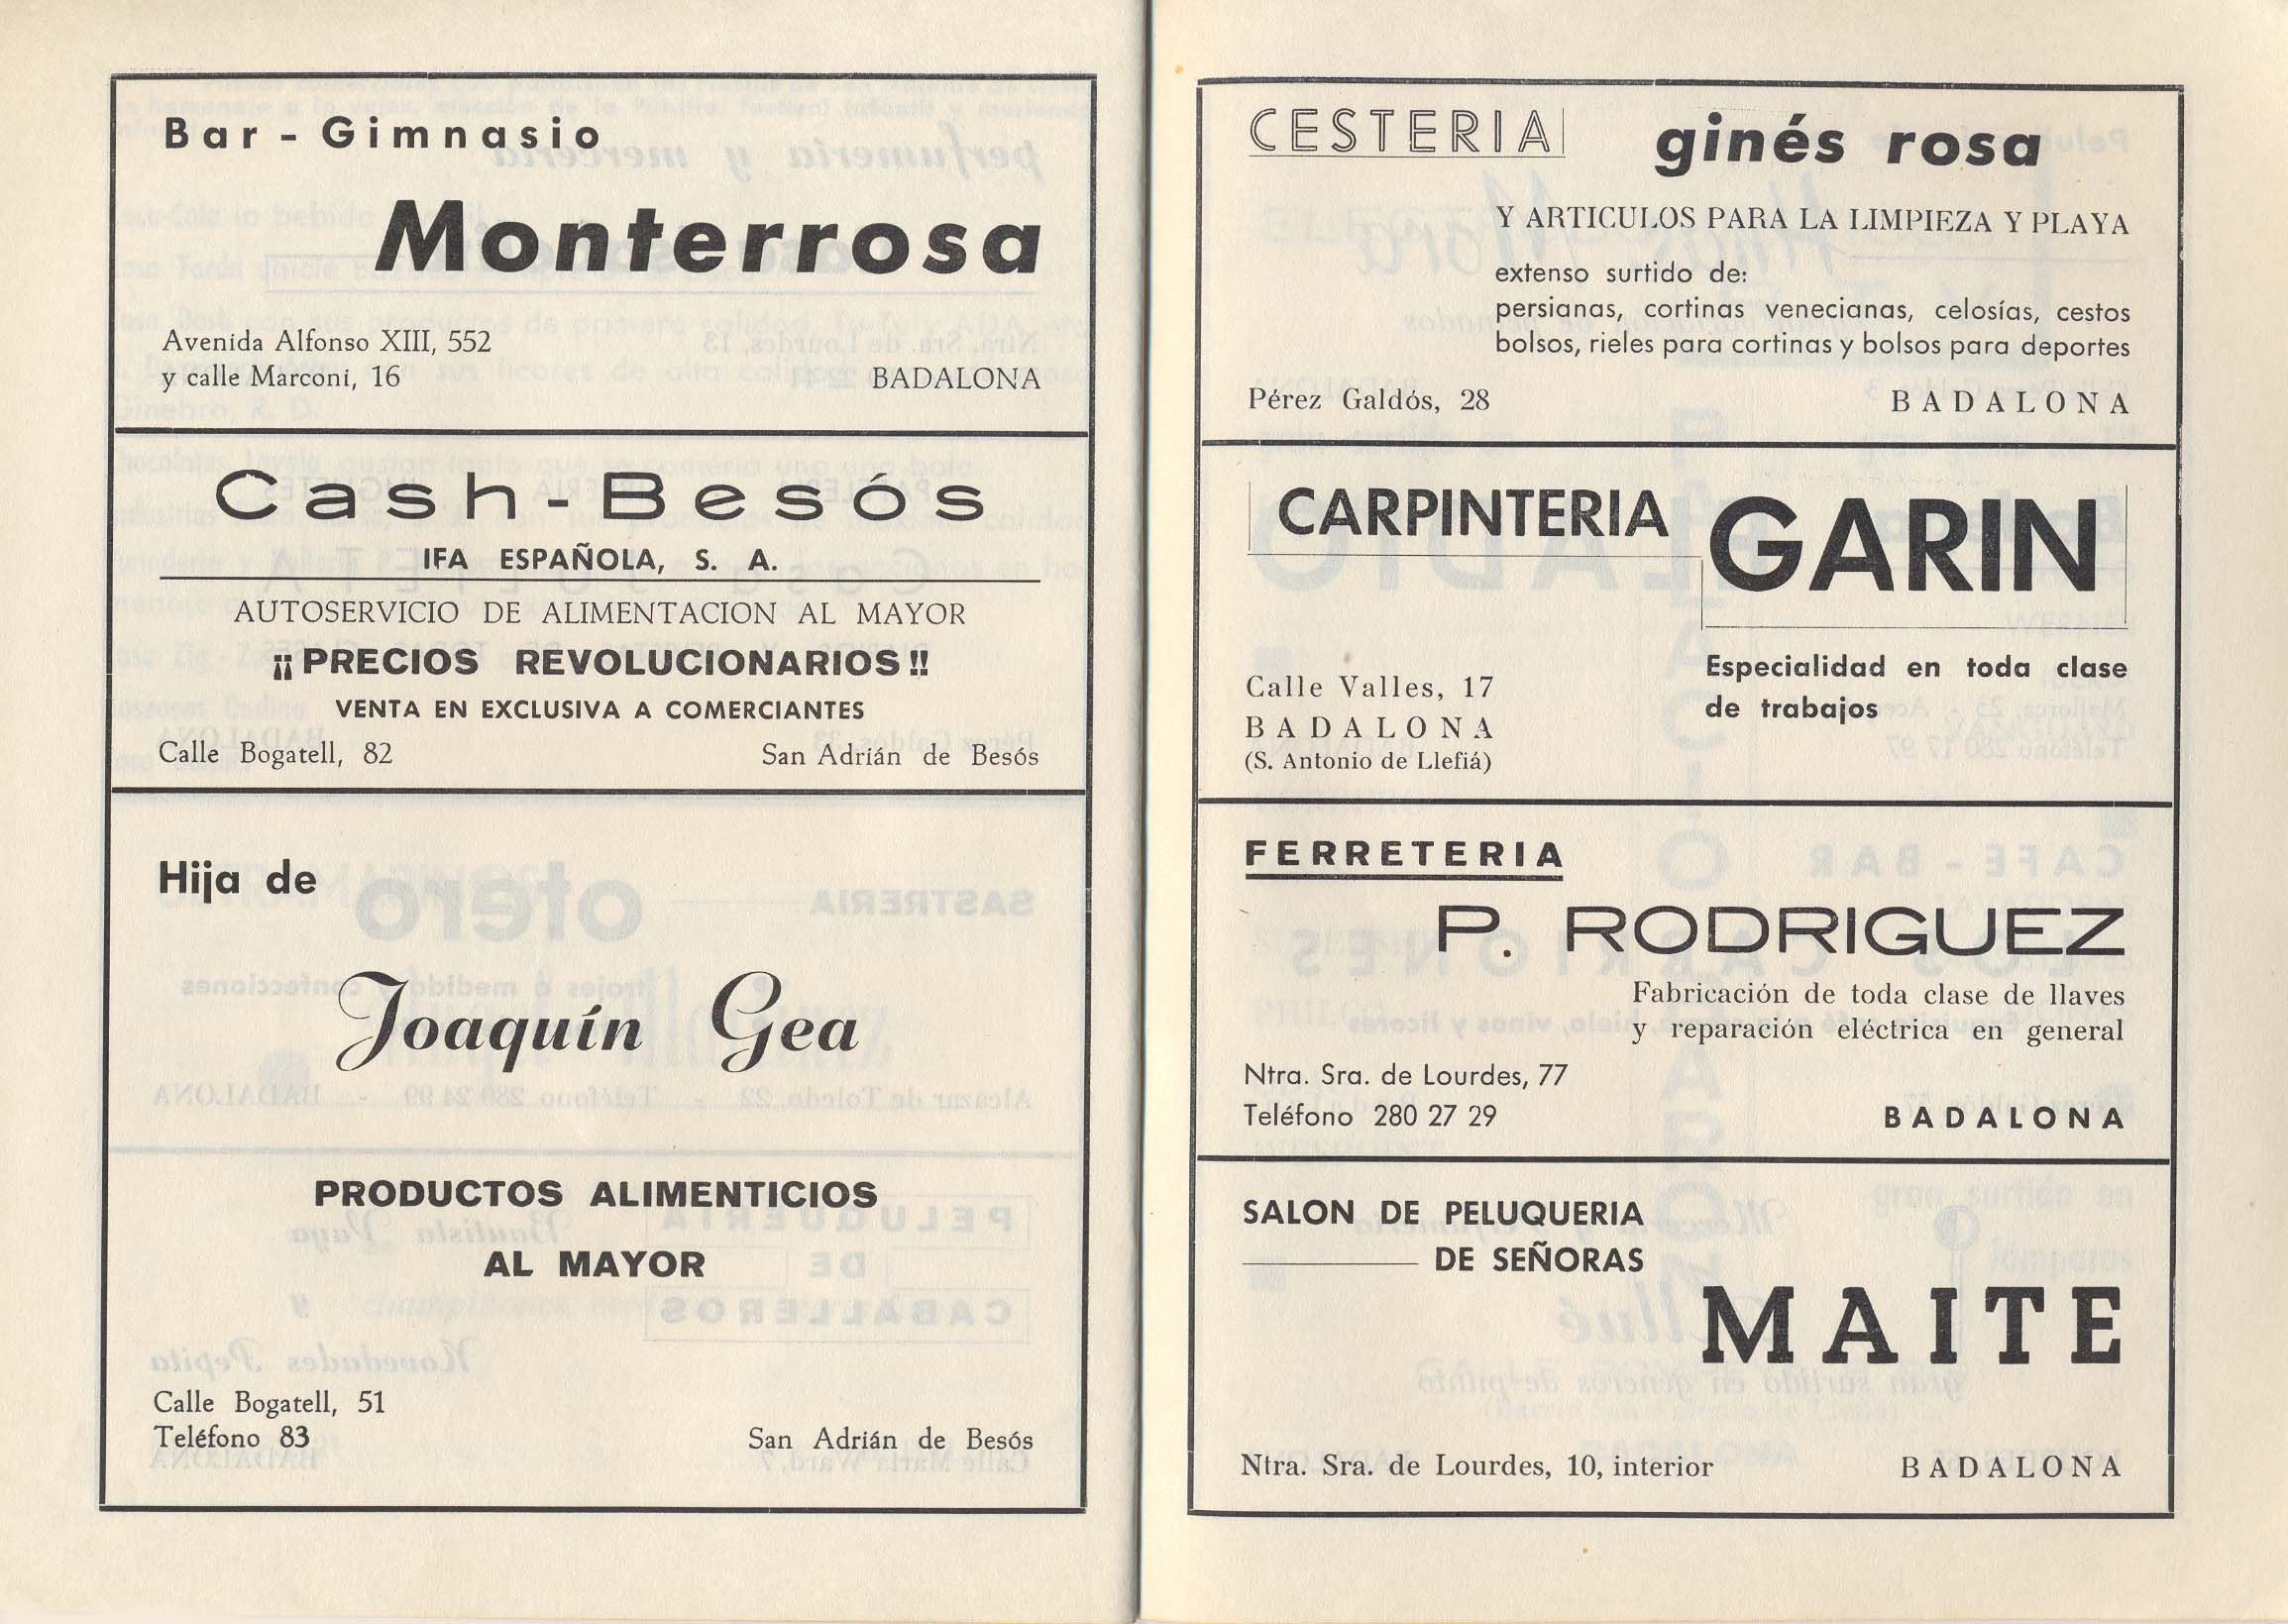 Bar - Gimnasio
Monterrosa
Avenida Alfonso XIII, 552
y calle Marconi, 16 BADALONA
Cash-Besós
IFA ESPAÑOLA, S. A.
AUTOSERVICIO DE ALIMENTACION AL MAYOR
¡¡PRECIOS REVOLUCIONARIOS!!
VENTA EN EXCLUSIVA A COMERCIANTES
Calle Bogatell, 82 San Adrián de Besós
Hija de
Joaquín Gea
PRODUCTOS ALIMENTICIOS
AL MAYOR
Calle Bogatell, 51
Teléfono 83
San Adrián de Besós
CESTERIA ginés rosa
Y ARTICULOS PARA LA LIMPIEZA Y PLAYA
extenso surtido de:
persianas, cortinas venecianas, celosías, cestos
bolsos, rieles para cortinas y bolsos para deportes
Pérez Galdós, 28 BADALONA
CARPINTERIA GARIN
Especialidad en toda clase
de trabajos
Calle Valles, 17
BADALONA
(S. Antonio de Llefiá)
FERRETERIA
P. RODRIGUEZ
Fabricación de toda clase de llaves
y reparación eléctrica en general
Ntra. Sra. de Lourdes, 77
Teléfono 280 27 29 BADALONA
SALON DE PELUQUERIA
DE SEÑORAS
MAITE
Ntra. Sra. de Lourdes, 10, interior BADALONA